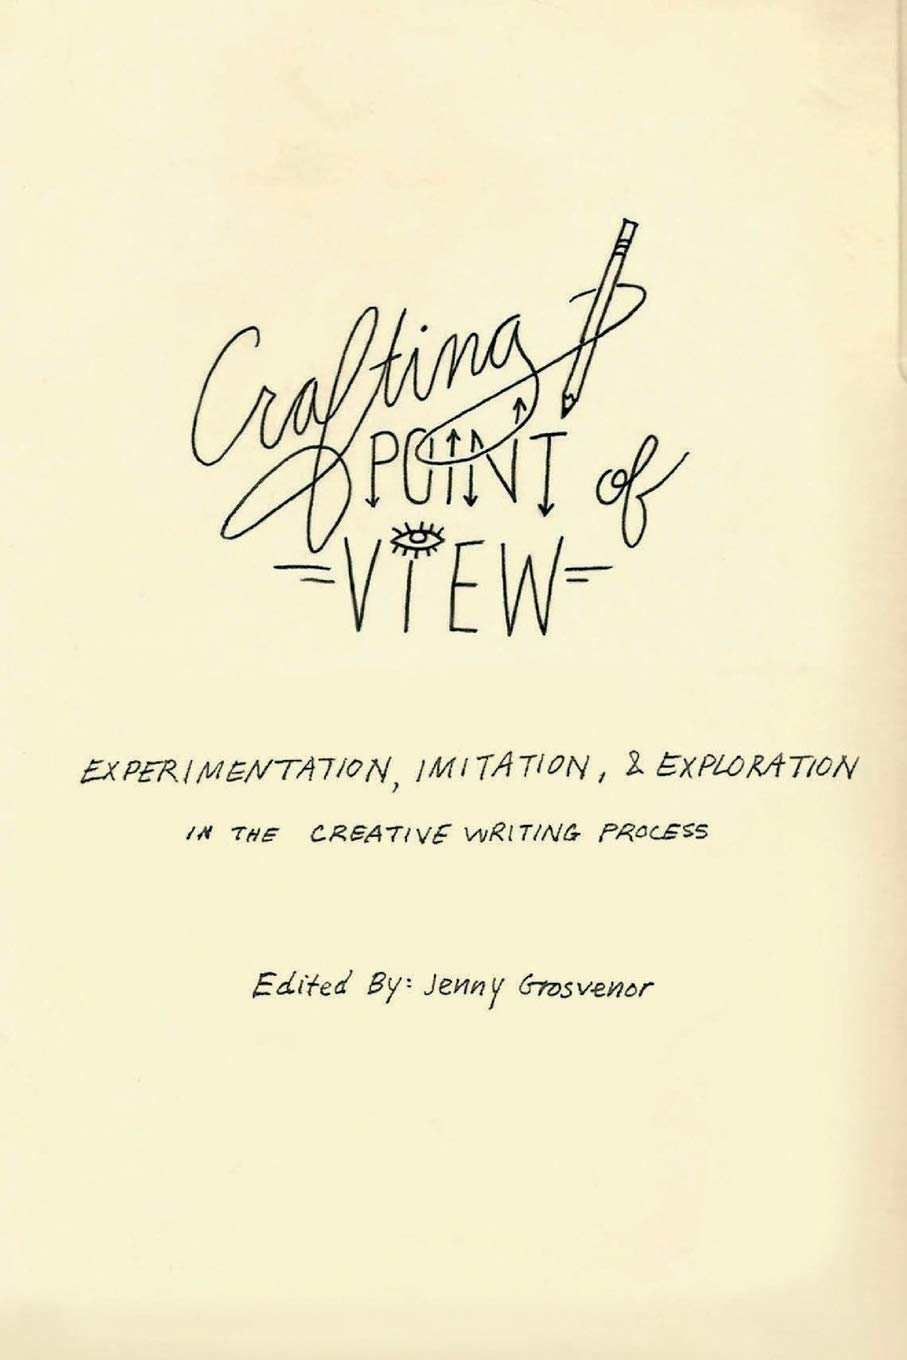 Crafting
POINT of
VIEW
EXPERIMENTATION, IMITATION, & EXPLORATION
IN THE CREATIVE WRITING PROCESS
Edited By: Jenny Grosvenor